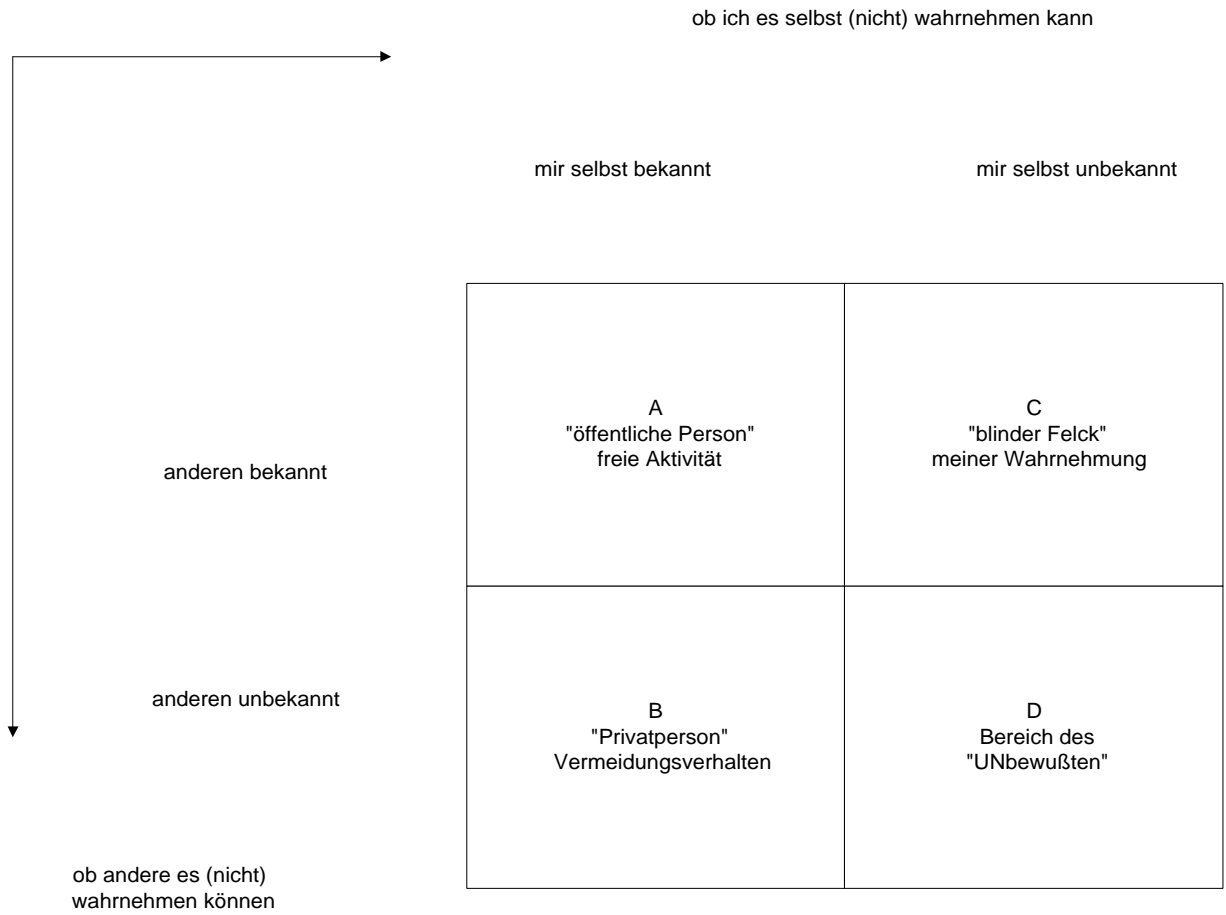 ob ich es selbst (nicht) wahrnehmen kann
mir selbst bekannt
mir selbst unbekannt
anderen bekannt
A
"öffentliche Person"
freie Aktivität
C
"blinder Felck"
meiner Wahrnehmung
anderen unbekannt
B
"Privatperson"
Vermeidungsverhalten
D
Bereich des
"UNbewußten"
ob andere es (nicht)
wahrnehmen können